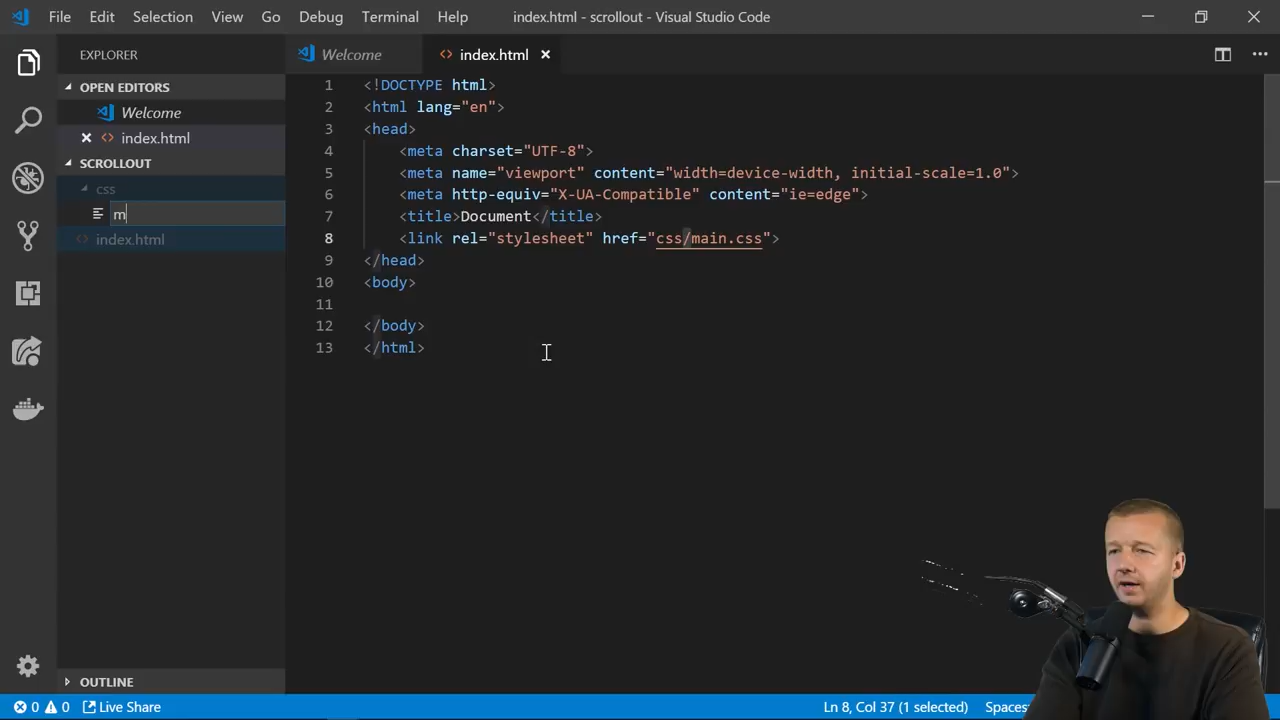 File Edit Selection View Go Debug Terminal Help index.html - scrollout - Visual Studio Code
EXPLORER
OPEN EDITORS
Welcome
index.html
SCROLLOUT
css
m
index.html
OUTLINE
Welcome index.html
1 <!DOCTYPE html>
2 <html lang="en">
3 <head>
4 <meta charset="UTF-8">
5 <meta name="viewport" content="width=device-width, initial-scale=1.0">
6 <meta http-equiv="X-UA-Compatible" content="ie=edge">
7 <title>Document</title>
8 <link rel="stylesheet" href="css/main.css">
9 </head>
10 <body>
11
12 </body>
13 </html>
0 0 Live Share Ln 8, Col 37 (1 selected)